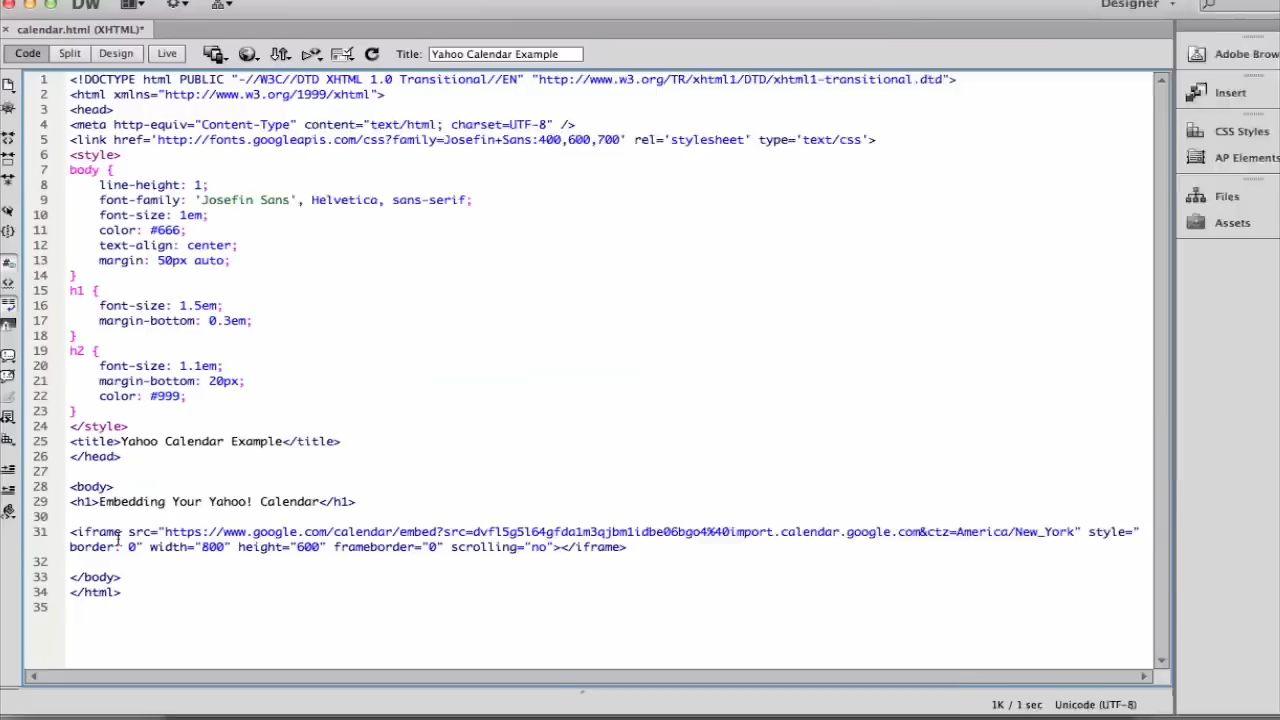 DW
Designer
calendar.html (XHTML)*
Code Split Design Live Title: Yahoo Calendar Example
1 <!DOCTYPE html PUBLIC "-//W3C//DTD XHTML 1.0 Transitional//EN" "http://www.w3.org/TR/xhtml1/DTD/xhtml1-transitional.dtd">
2 <html xmlns="http://www.w3.org/1999/xhtml">
3 <head>
4 <meta http-equiv="Content-Type" content="text/html; charset=UTF-8" />
5 <link href='http://fonts.googleapis.com/css?family=Josefin+Sans:400,600,700' rel='stylesheet' type='text/css'>
6 <style>
7 body {
8 line-height: 1;
9 font-family: 'Josefin Sans', Helvetica, sans-serif;
10 font-size: 1em;
11 color: #666;
12 text-align: center;
13 margin: 50px auto;
14 }
15 h1 {
16 font-size: 1.5em;
17 margin-bottom: 0.3em;
18 }
19 h2 {
20 font-size: 1.1em;
21 margin-bottom: 20px;
22 color: #999;
23 }
24 </style>
25 <title>Yahoo Calendar Example</title>
26 </head>
27
28 <body>
29 <h1>Embedding Your Yahoo! Calendar</h1>
30
31 <iframe src="https://www.google.com/calendar/embed?src=dvfl5g5l64gfda1m3qjbm1idbe06bgo4%40import.calendar.google.com&ctz=America/New_York" style="
border: 0" width="800" height="600" frameborder="0" scrolling="no"></iframe>
32
33 </body>
34 </html>
35
Adobe Brow
Insert
CSS Styles
AP Elements
Files
Assets
1K / 1 sec Unicode (UTF-8)